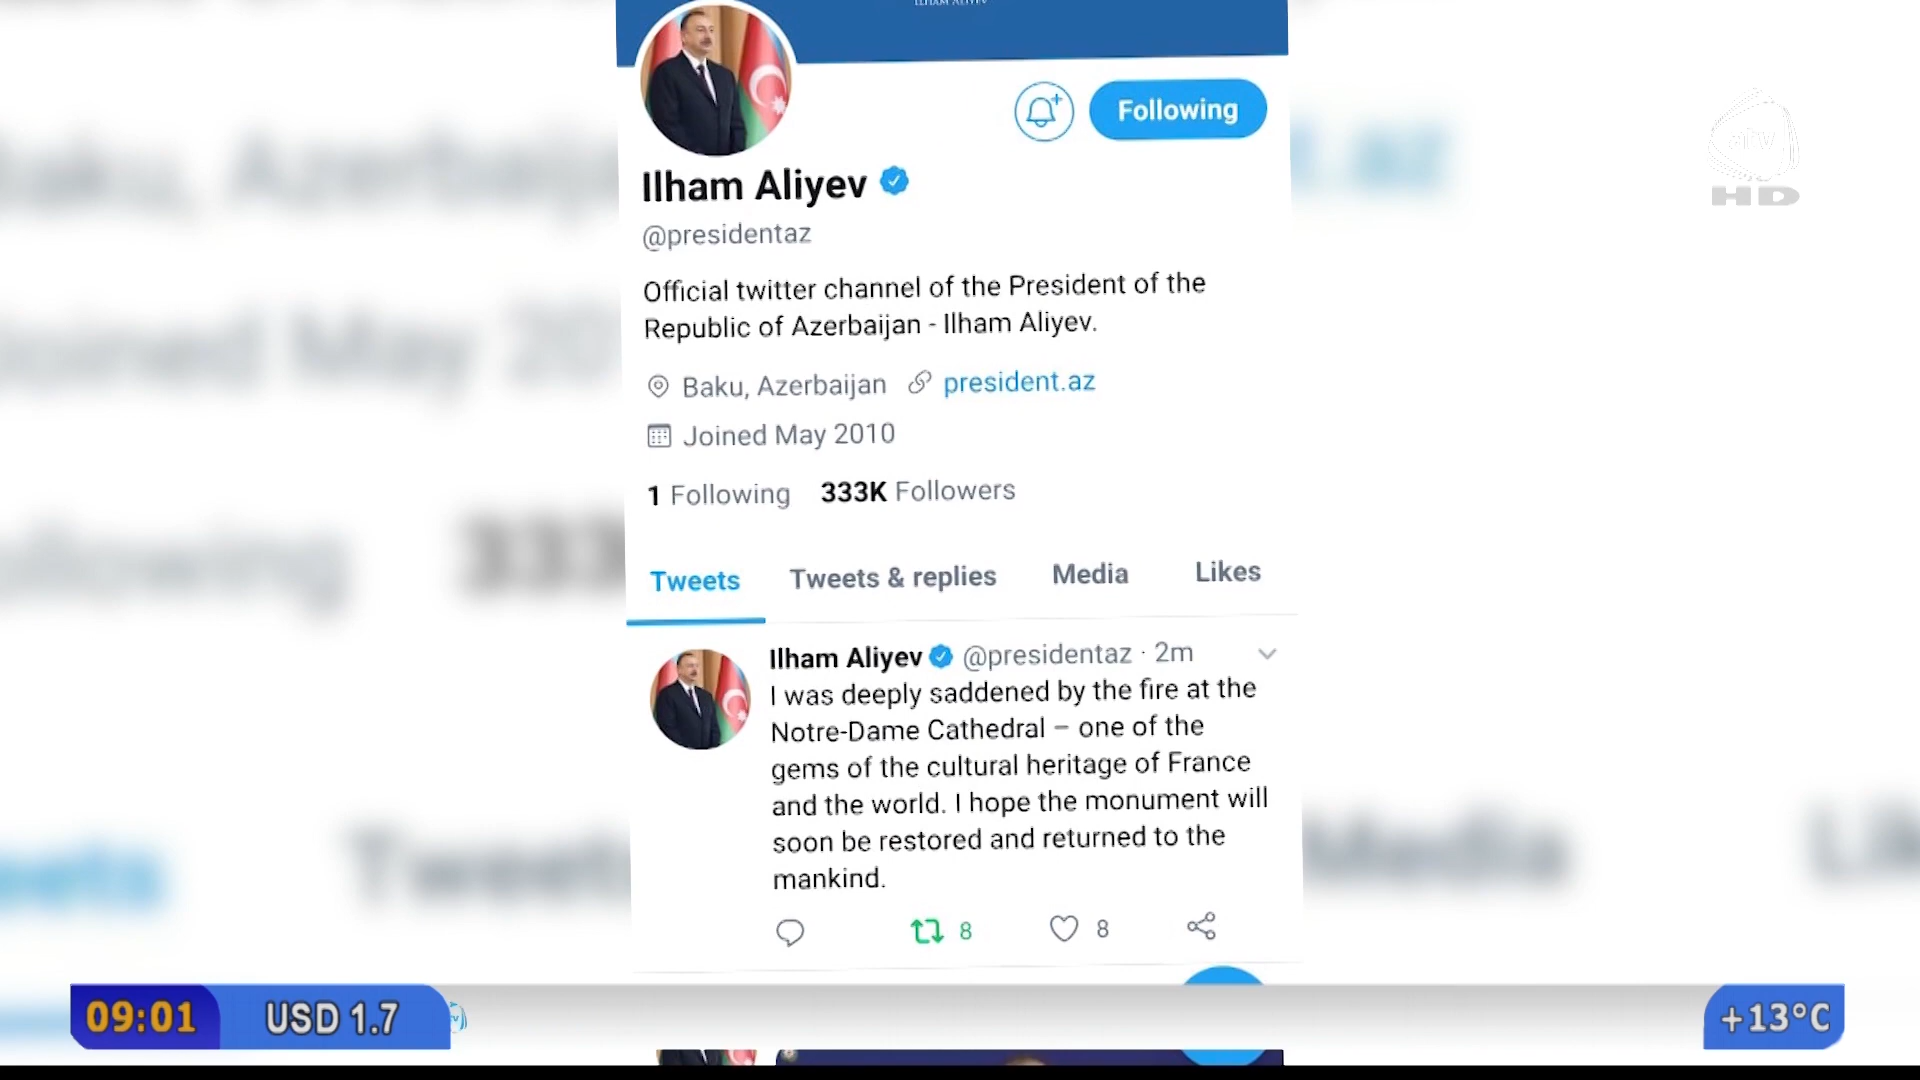 ILHAM ALIYEV
Following
Ilham Aliyev
@presidentaz
Official twitter channel of the President of the
Republic of Azerbaijan - Ilham Aliyev.
Baku, Azerbaijan president.az
Joined May 2010
1 Following 333K Followers
Tweets Tweets & replies Media Likes
Ilham Aliyev @presidentaz · 2m
I was deeply saddened by the fire at the
Notre-Dame Cathedral – one of the
gems of the cultural heritage of France
and the world. I hope the monument will
soon be restored and returned to the
mankind.
8 8
atv
HD
09:01 USD 1.7 +13°C